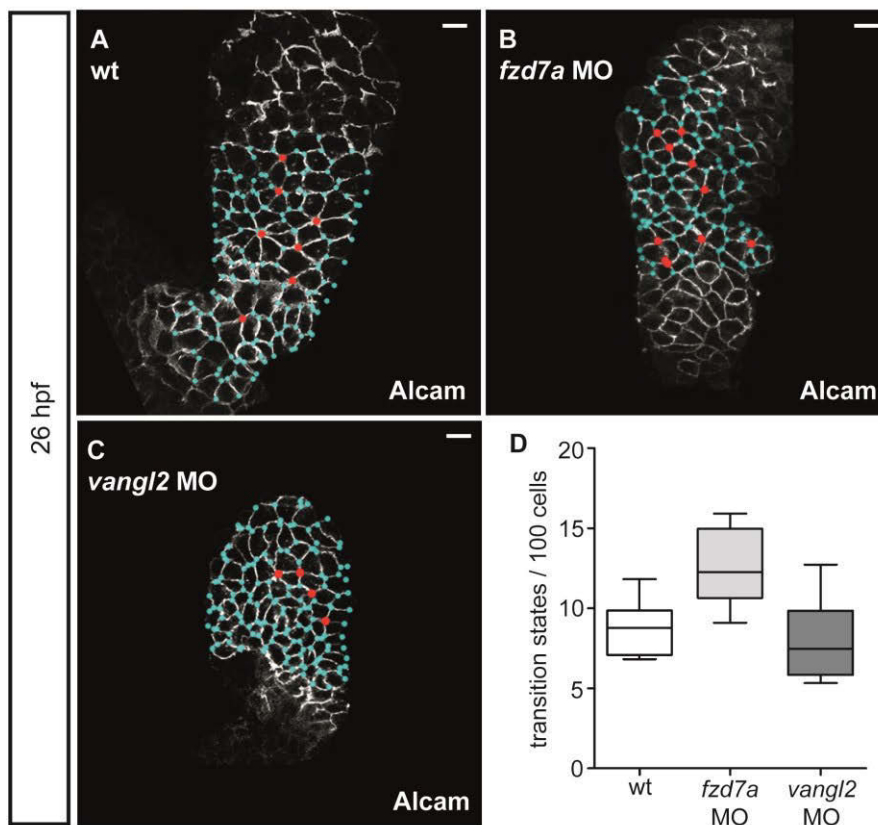 26 hpf
A
wt
Alcam
B
fzd7a MO
Alcam
C
vangl2 MO
Alcam
D
transition states / 100 cells
20
15
10
5
0
wt
fzd7a
MO
vangl2
MO